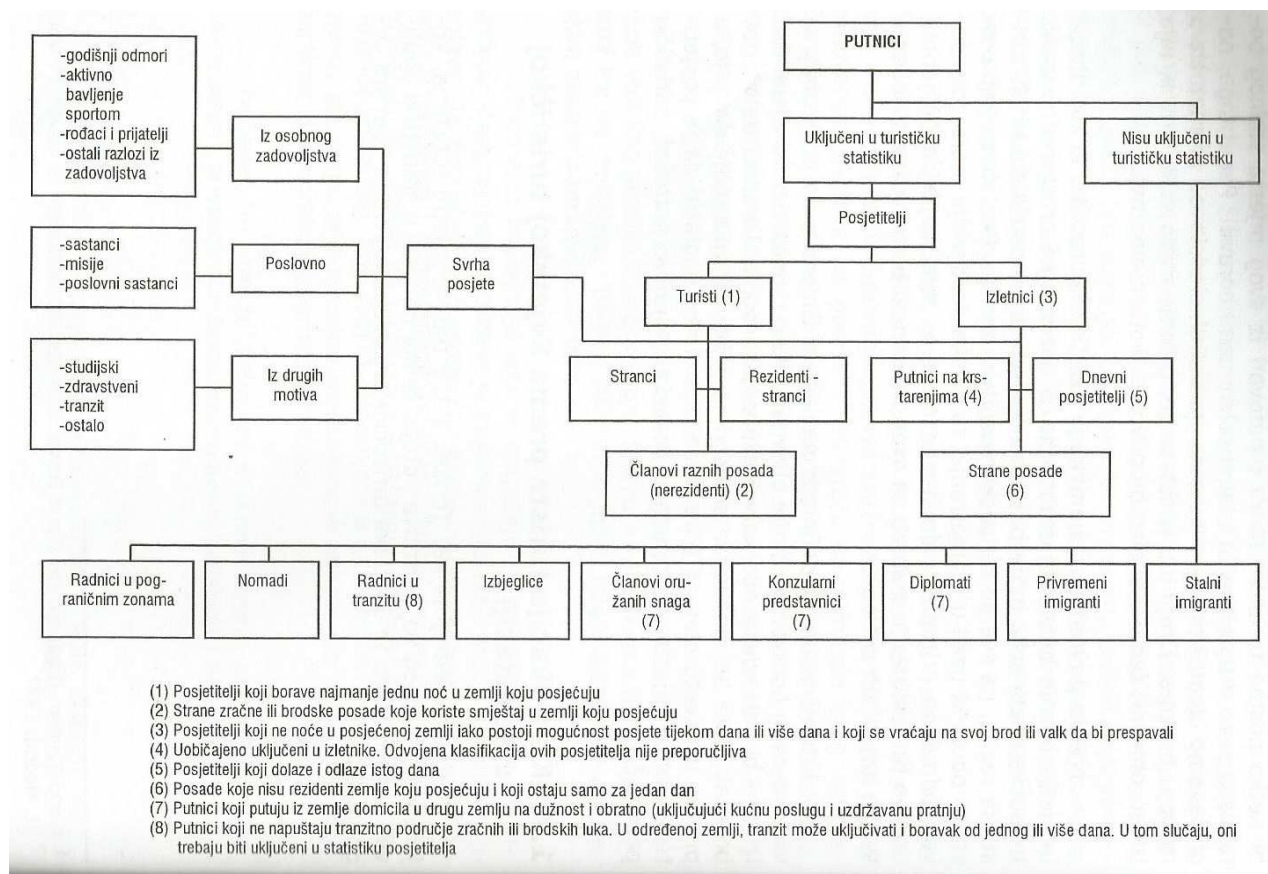 PUTNICI
Uključeni u turističku
statistiku
Nisu uključeni u
turističku statistiku
Posjetitelji
-godišnji odmori
-aktivno
bavljenje
sportom
-rođaci i prijatelji
-ostali razlozi iz
zadovoljstva
Iz osobnog
zadovoljstva
-sastanci
-misije
-poslovni sastanci
Poslovno
Svrha
posjete
-studijski
-zdravstveni
-tranzit
-ostalo
Iz drugih
motiva
Turisti (1)
Izletnici (3)
Stranci
Rezidenti -
stranci
Putnici na krs-
tarenjima (4)
Dnevni
posjetitelji (5)
Članovi raznih posada
(nerezidenti) (2)
Strane posade
(6)
Radnici u pog-
raničnim zonama
Nomadi
Radnici u
tranzitu (8)
Izbjeglice
Članovi oru-
žanih snaga
(7)
Konzularni
predstavnici
(7)
Diplomati
(7)
Privremeni
imigranti
Stalni
imigranti
(1) Posjetitelji koji borave najmanje jednu noć u zemlji koju posjećuju
(2) Strane zračne ili brodske posade koje koriste smještaj u zemlji koju posjećuju
(3) Posjetitelji koji ne noće u posjećenoj zemlji iako postoji mogućnost posjete tijekom dana ili više dana i koji se vraćaju na svoj brod ili valk da bi prespavali
(4) Uobičajeno uključeni u izletnike. Odvojena klasifikacija ovih posjetitelja nije preporučljiva
(5) Posjetitelji koji dolaze i odlaze istog dana
(6) Posade koje nisu rezidenti zemlje koju posjećuju i koji ostaju samo za jedan dan
(7) Putnici koji putuju iz zemlje domicila u drugu zemlju na dužnost i obratno (uključujući kućnu poslugu i uzdržavanu pratnju)
(8) Putnici koji ne napuštaju tranzitno područje zračnih ili brodskih luka. U određenoj zemlji, tranzit može uključivati i boravak od jednog ili više dana. U tom slučaju, oni
trebaju biti uključeni u statistiku posjetitelja